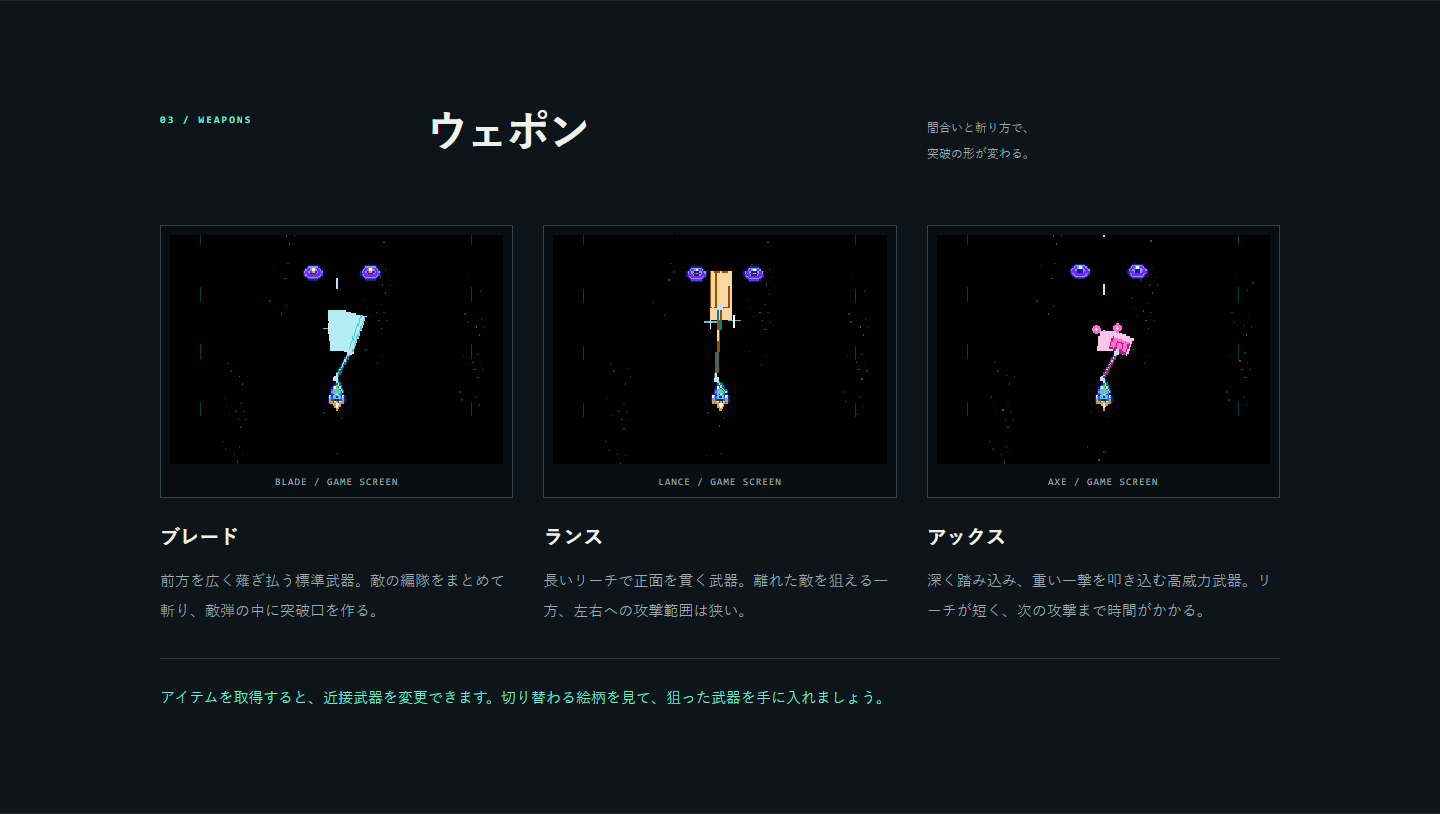 03 / WEAPONS
ウェポン
間合いと斬り方で、
突破の形が変わる。
BLADE / GAME SCREEN
LANCE / GAME SCREEN
AXE / GAME SCREEN
ブレード
前方を広く薙ぎ払う標準武器。敵の編隊をまとめて
斬り、敵弾の中に突破口を作る。
ランス
長いリーチで正面を貫く武器。離れた敵を狙える一
方、左右への攻撃範囲は狭い。
アックス
深く踏み込み、重い一撃を叩き込む高威力武器。リ
ーチが短く、次の攻撃まで時間がかかる。
アイテムを取得すると、近接武器を変更できます。切り替わる絵柄を見て、狙った武器を手に入れましょう。